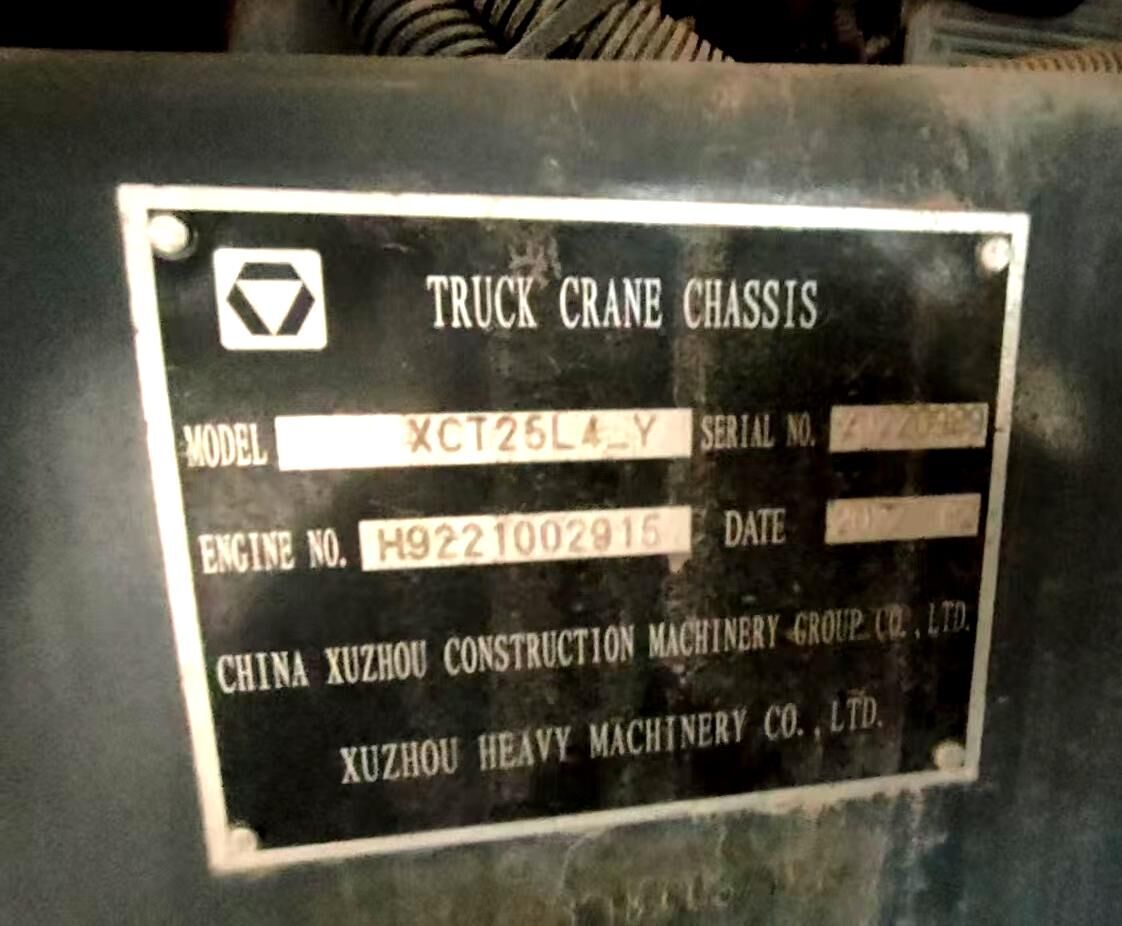 TRUCK CRANE CHASSIS
MODEL XCT25L4_Y SERIAL NO.
ENGINE NO. H9221002915 DATE
CHINA XUZHOU CONSTRUCTION MACHINERY GROUP CO.,LTD.
XUZHOU HEAVY MACHINERY CO.,LTD.